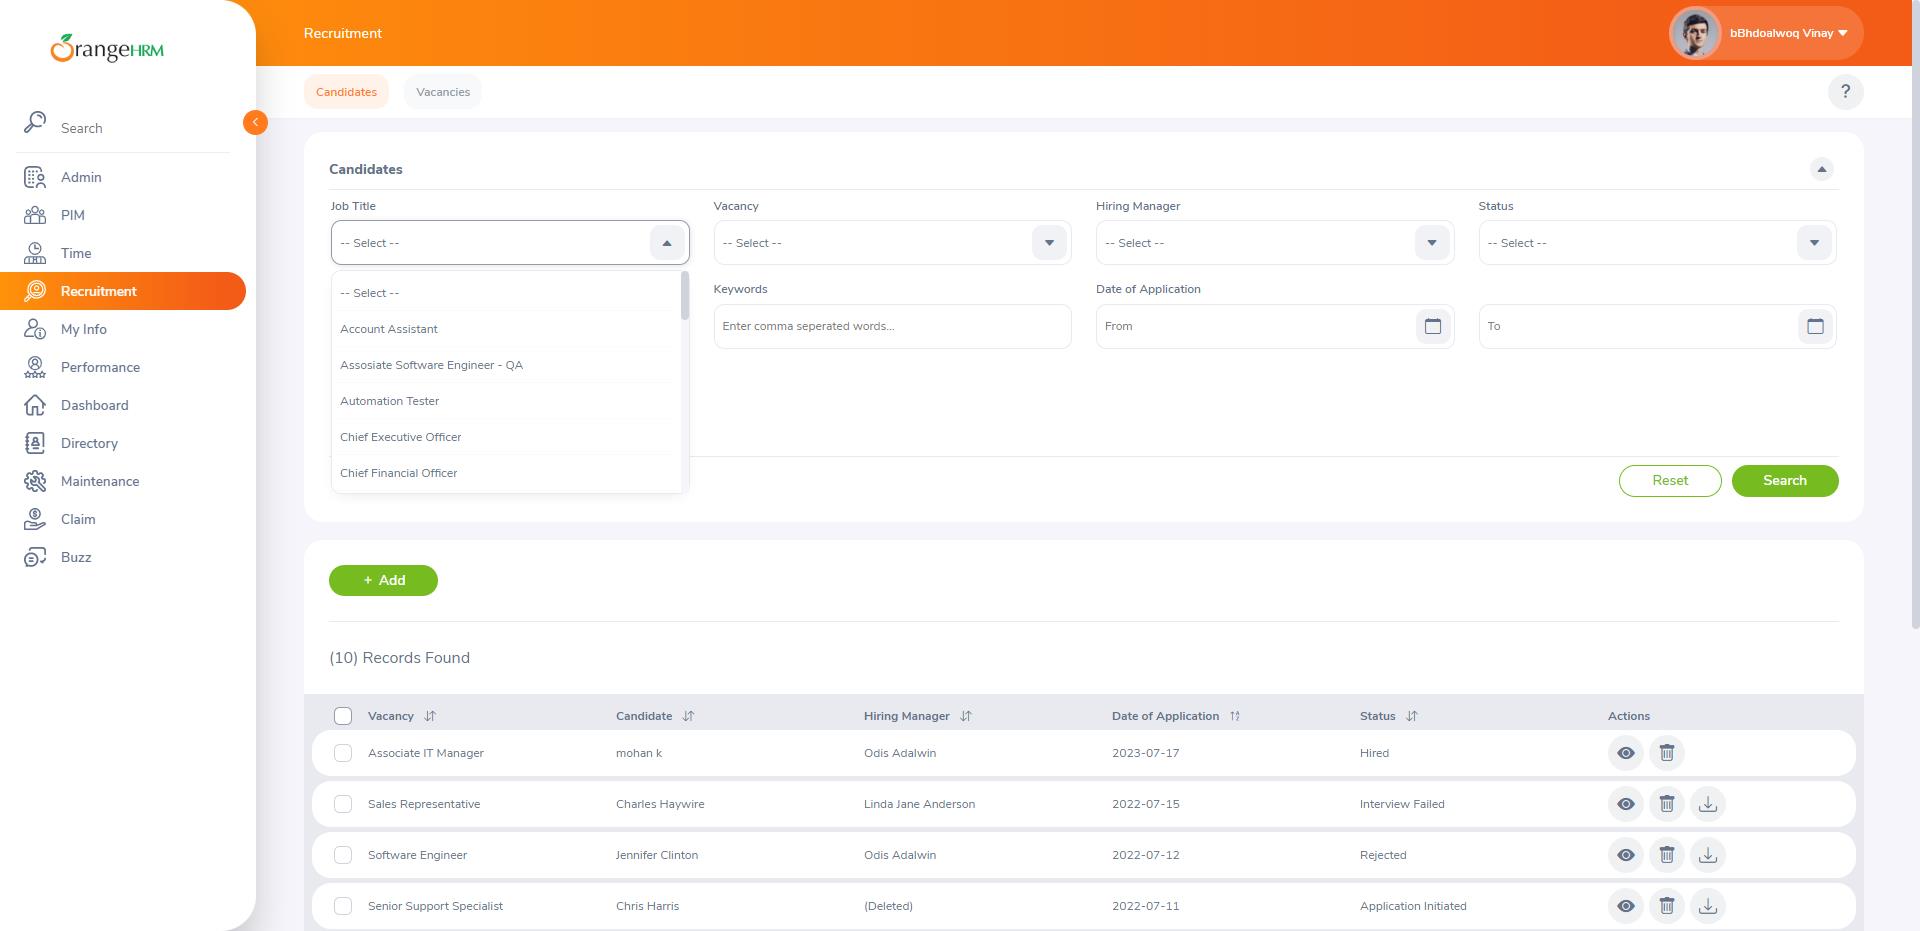 OrangeHRM
Recruitment
bBhdoalwoq Vinay
Candidates
Vacancies
?
Search
Admin
PIM
Time
Recruitment
My Info
Performance
Dashboard
Directory
Maintenance
Claim
Buzz
Candidates
Job Title
Vacancy
Hiring Manager
Status
-- Select --
-- Select --
-- Select --
-- Select --
-- Select --
Account Assistant
Assosiate Software Engineer - QA
Automation Tester
Chief Executive Officer
Chief Financial Officer
Keywords
Date of Application
Enter comma seperated words...
From
To
Reset
Search
+ Add
(10) Records Found
Vacancy
Candidate
Hiring Manager
Date of Application
Status
Actions
Associate IT Manager
mohan k
Odis Adalwin
2023-07-17
Hired
Sales Representative
Charles Haywire
Linda Jane Anderson
2022-07-15
Interview Failed
Software Engineer
Jennifer Clinton
Odis Adalwin
2022-07-12
Rejected
Senior Support Specialist
Chris Harris
(Deleted)
2022-07-11
Application Initiated